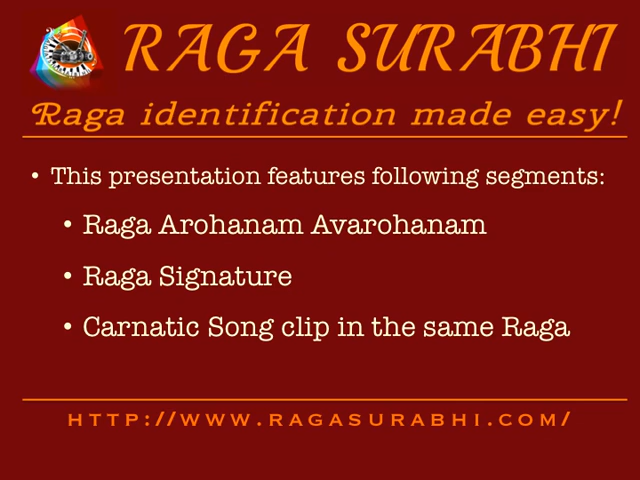 RAGA SURABHI
Raga identification made easy!
• This presentation features following segments:
• Raga Arohanam Avarohanam
• Raga Signature
• Carnatic Song clip in the same Raga
HTTP://WWW.RAGASURABHI.COM/